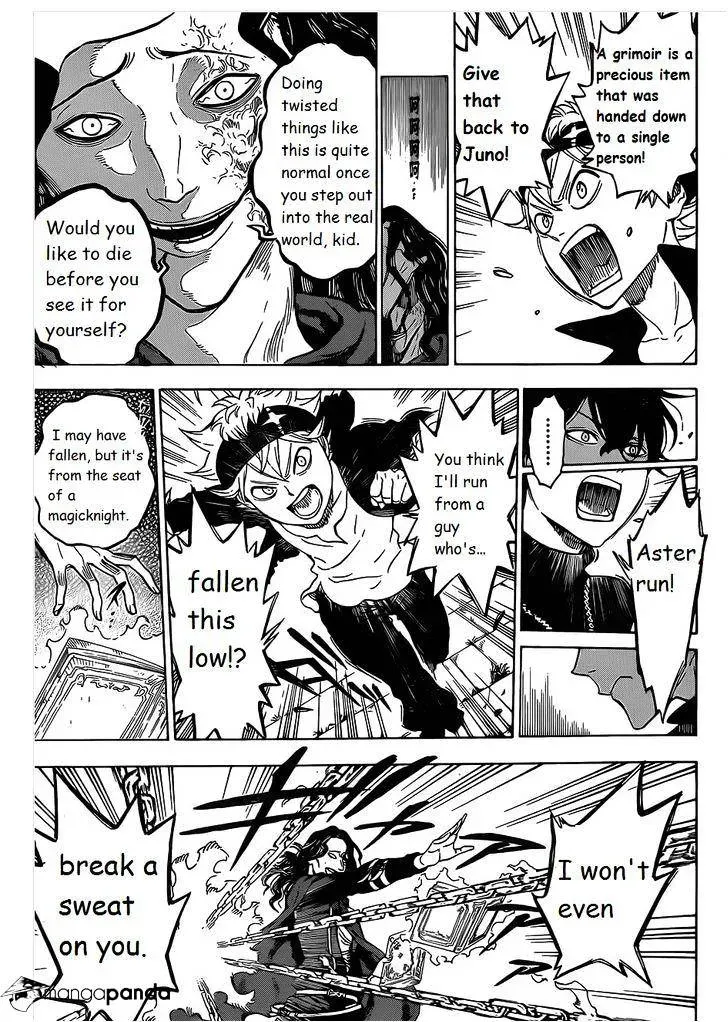 A grimoir is a
precious item
that was
handed down
to a single
person!
Give
that
back to
Juno!
Doing
twisted
things like
this is quite
normal once
you step out
into the real
world, kid.
Would you
like to die
before you
see it for
yourself?
.........
Aster
run!
You think
I'll run
from a
guy
who's...
fallen
this
low!?
I may have
fallen, but it's
from the seat
of a
magicknight.
I won't
even
break a
sweat
on you.
mangapanda